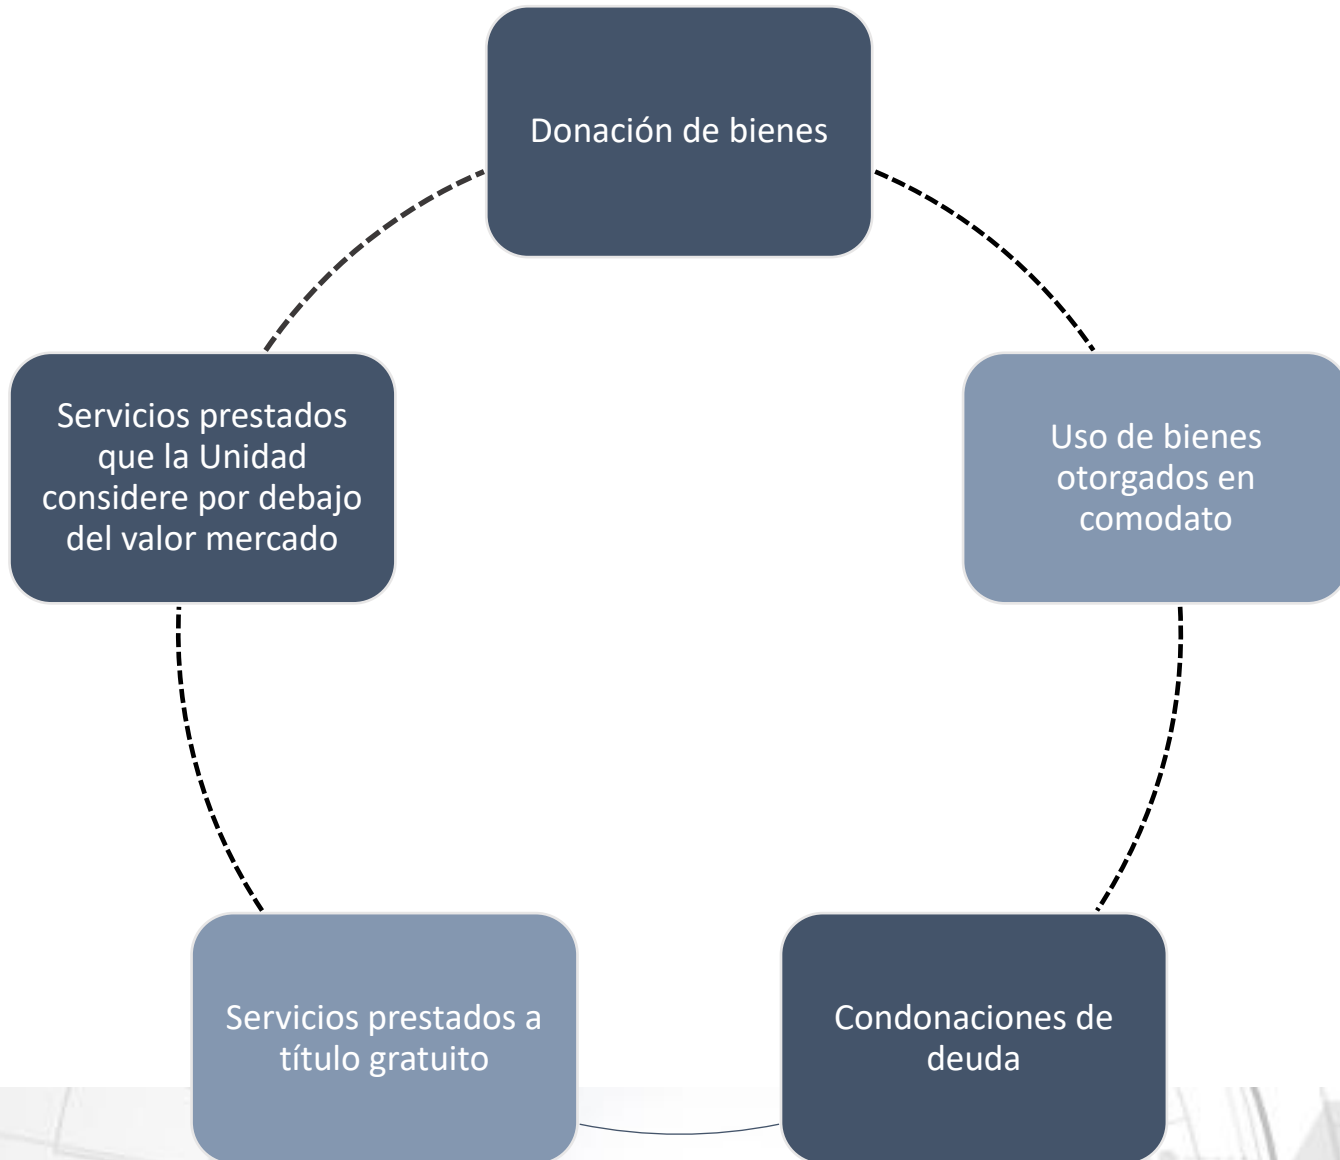 Donación de bienes
Servicios prestados
que la Unidad
considere por debajo
del valor mercado
Uso de bienes
otorgados en
comodato
Servicios prestados a
título gratuito
Condonaciones de
deuda